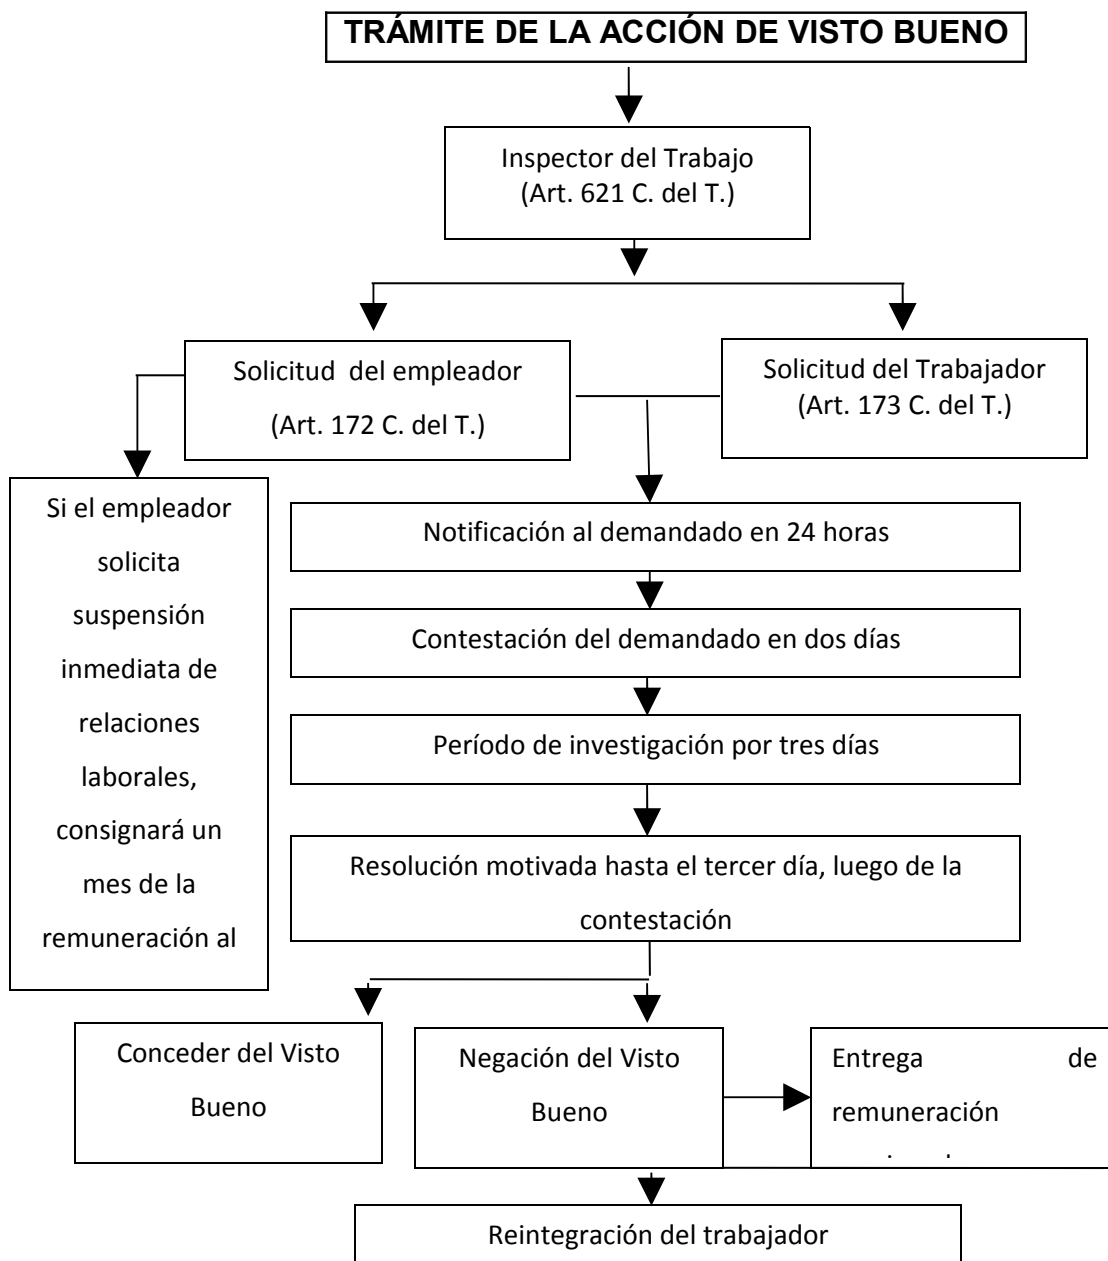 TRÁMITE DE LA ACCIÓN DE VISTO BUENO
Inspector del Trabajo
(Art. 621 C. del T.)
Solicitud del empleador
(Art. 172 C. del T.)
Solicitud del Trabajador
(Art. 173 C. del T.)
Si el empleador
solicita
suspensión
inmediata de
relaciones
laborales,
consignará un
mes de la
remuneración al
Notificación al demandado en 24 horas
Contestación del demandado en dos días
Período de investigación por tres días
Resolución motivada hasta el tercer día, luego de la
contestación
Conceder del Visto
Bueno
Negación del Visto
Bueno
Entrega de
remuneración
Reintegración del trabajador